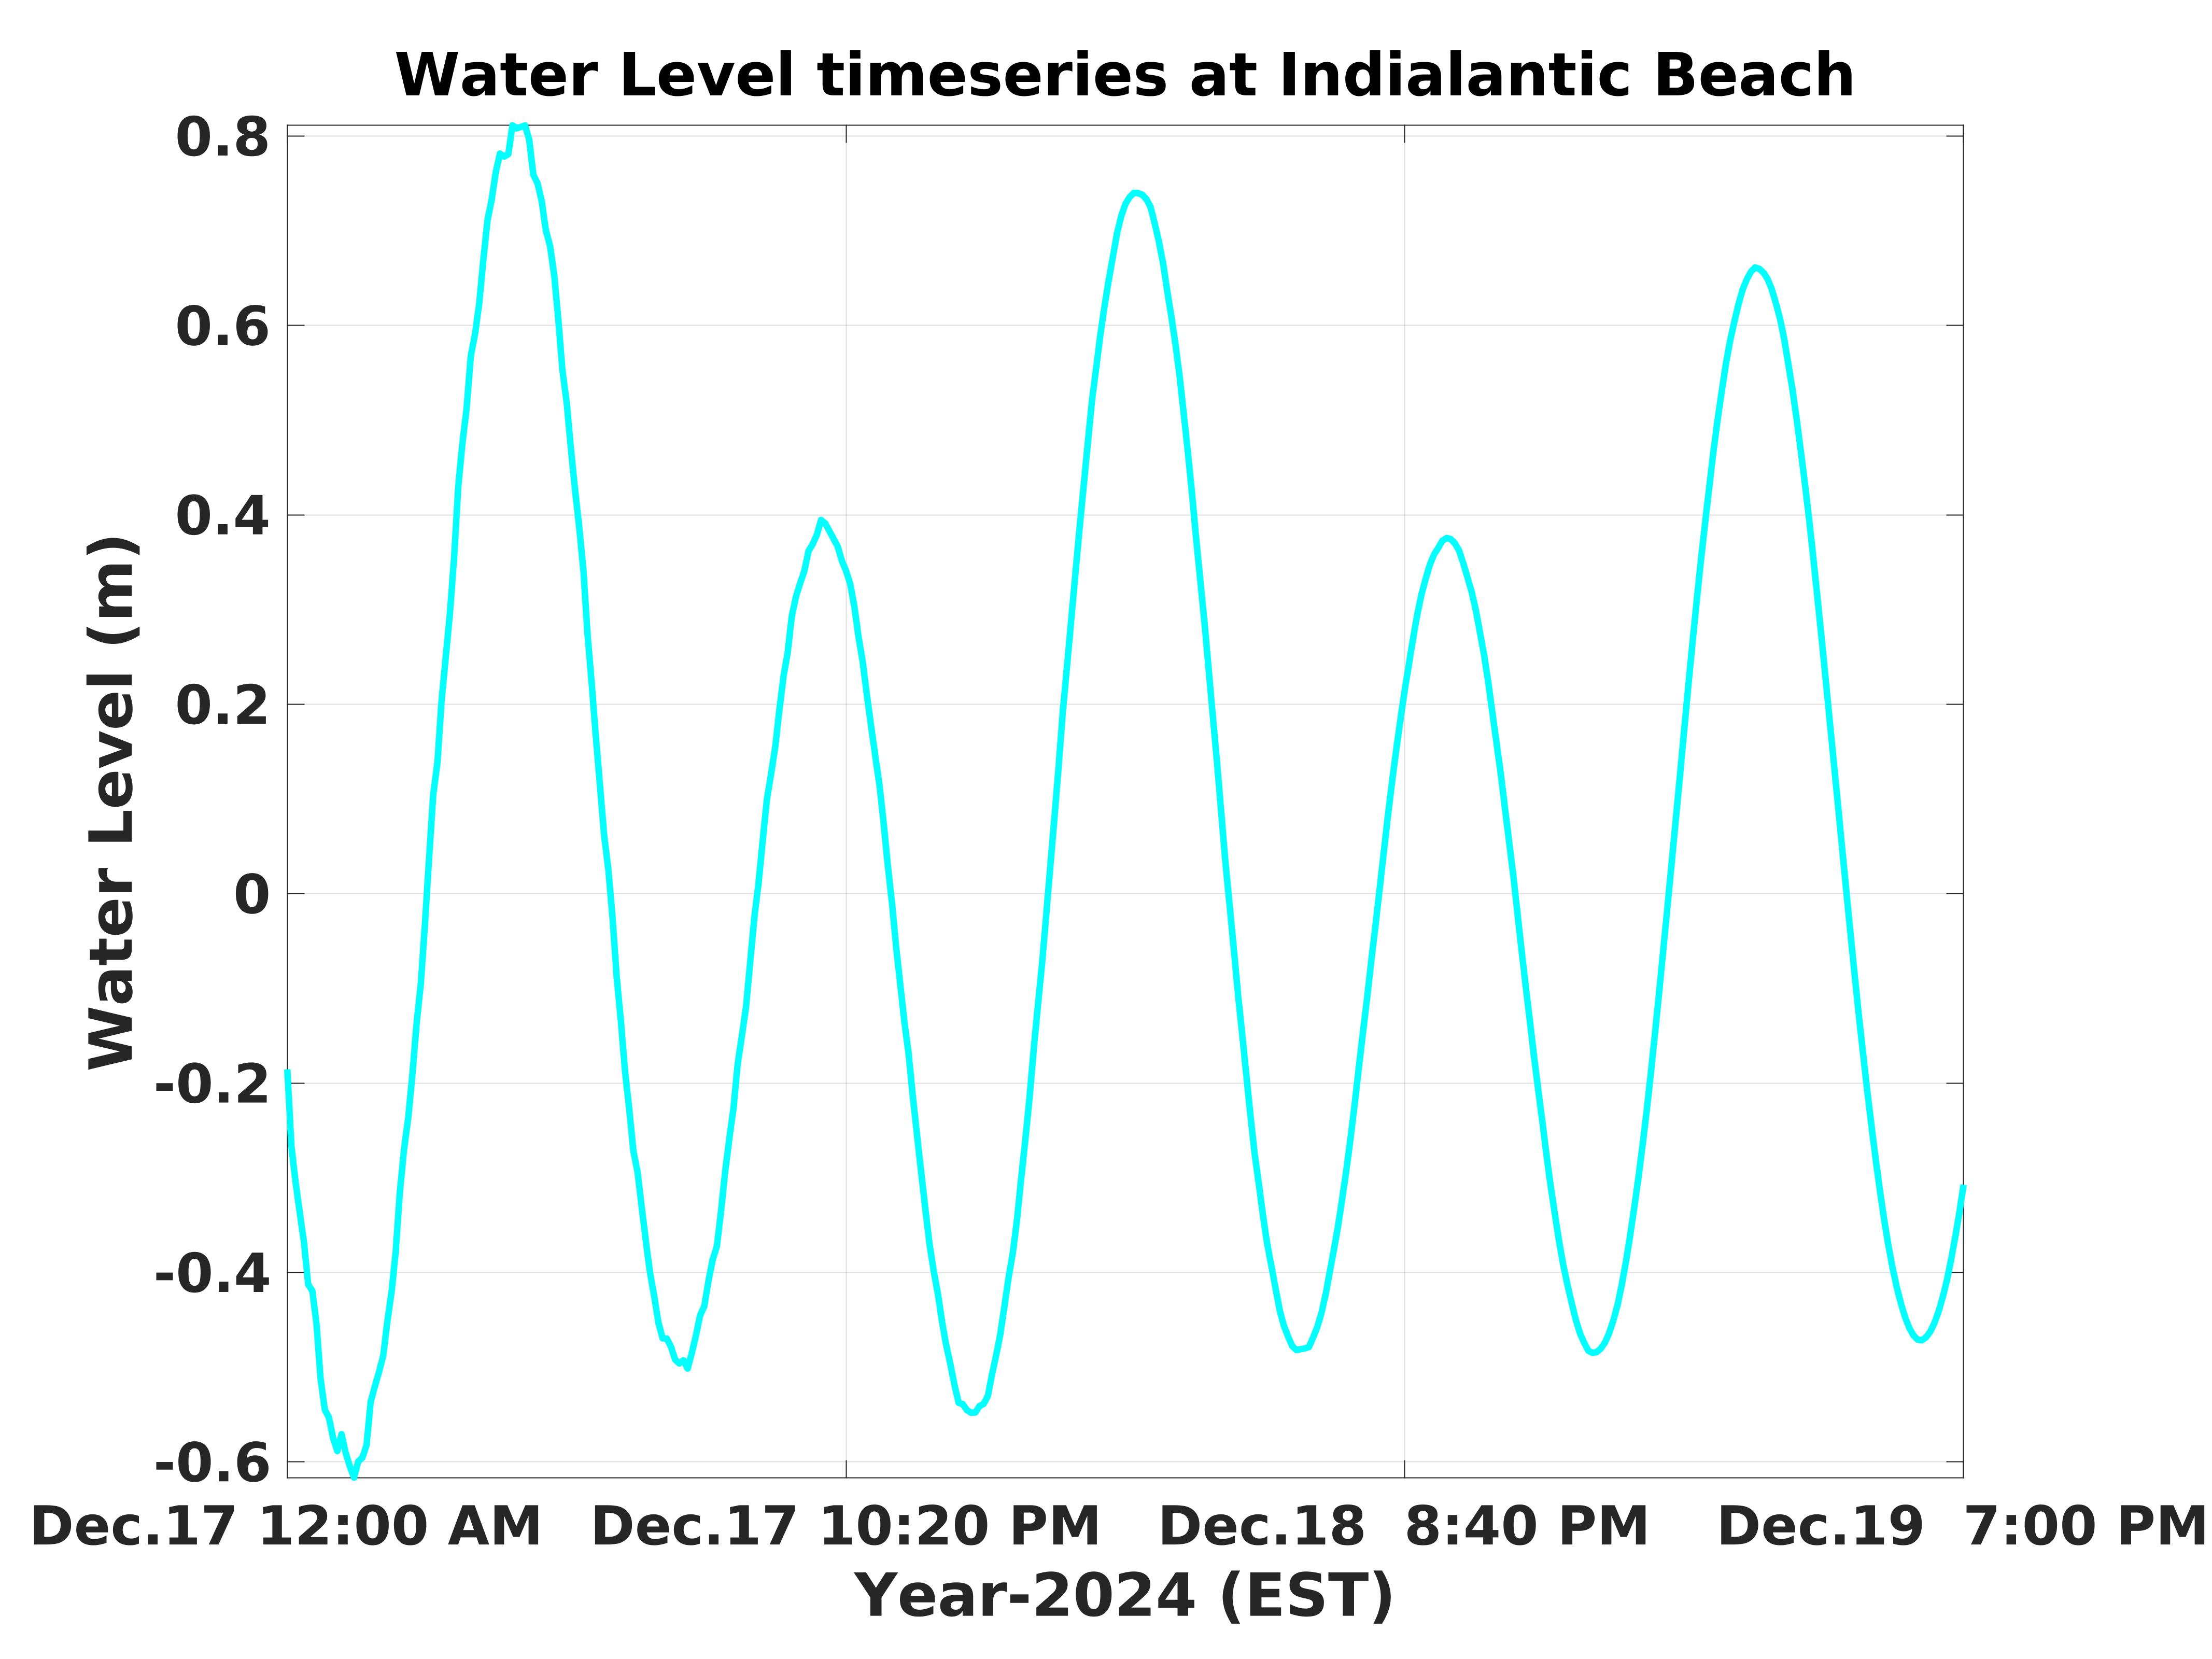 Water Level timeseries at Indialantic Beach
Water Level (m)
0.8
0.6
0.4
0.2
0
-0.2
-0.4
-0.6
Dec.17 12:00 AM Dec.17 10:20 PM Dec.18 8:40 PM Dec.19 7:00 PM
Year-2024 (EST)